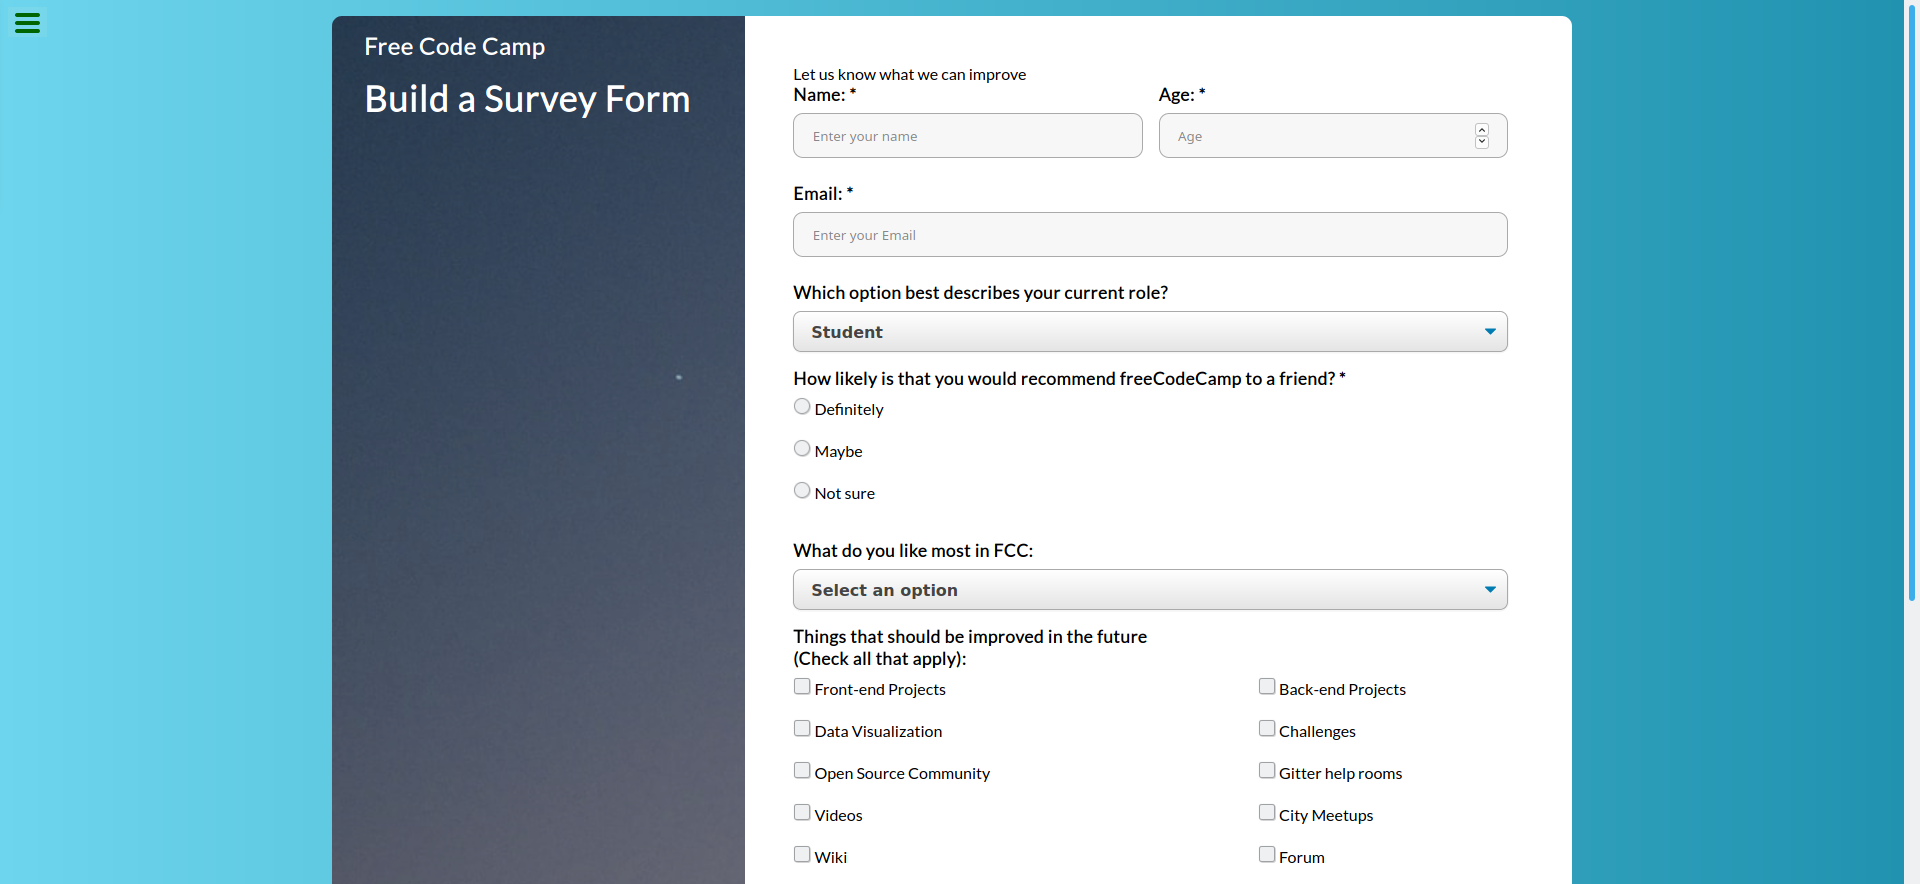 Free Code Camp
Build a Survey Form
Let us know what we can improve
Name: * Age: *
Enter your name Age
Email: *
Enter your Email
Which option best describes your current role?
Student
How likely is that you would recommend freeCodeCamp to a friend? *
Definitely
Maybe
Not sure
What do you like most in FCC:
Select an option
Things that should be improved in the future
(Check all that apply):
Front-end Projects Back-end Projects
Data Visualization Challenges
Open Source Community Gitter help rooms
Videos City Meetups
Wiki Forum